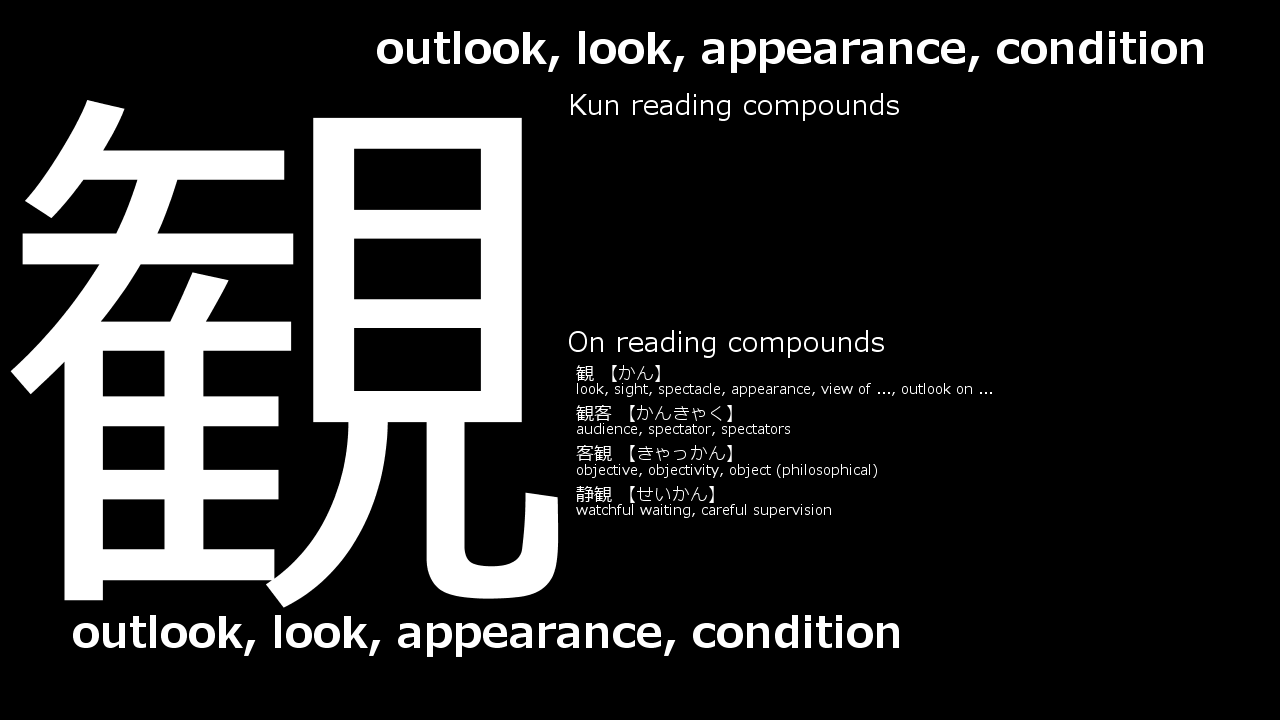 outlook, look, appearance, condition
観
Kun reading compounds
On reading compounds
観 【かん】
look, sight, spectacle, appearance, view of ..., outlook on ...
観客 【かんきゃく】
audience, spectator, spectators
客観 【きゃっかん】
objective, objectivity, object (philosophical)
静観 【せいかん】
watchful waiting, careful supervision
outlook, look, appearance, condition